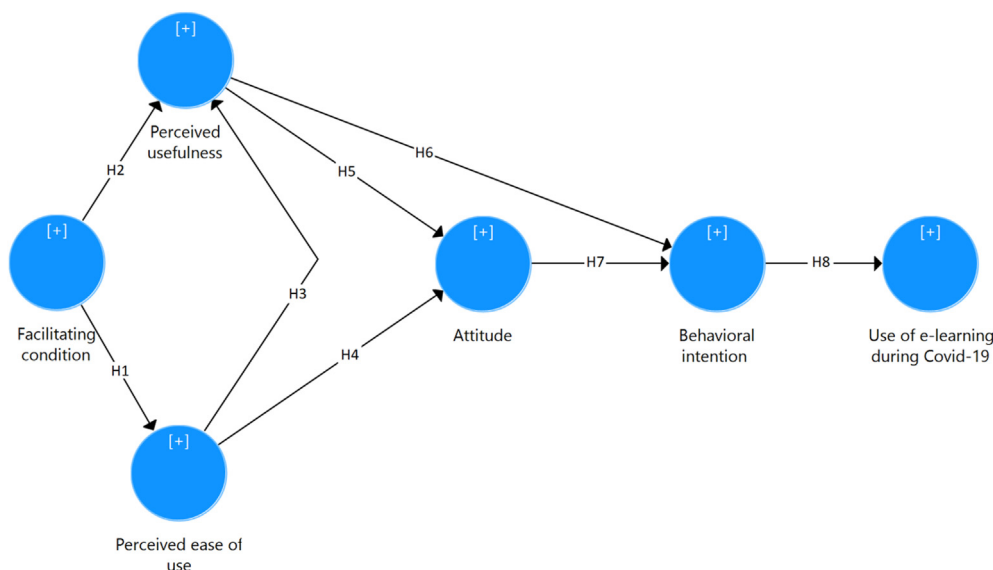 [+]
Perceived
usefulness
H6
H2
H5
[+]
Facilitating
condition
[+]
Attitude
H7
[+]
Behavioral
intention
H8
[+]
Use of e-learning
during Covid-19
H3
H4
H1
[+]
Perceived ease of
use